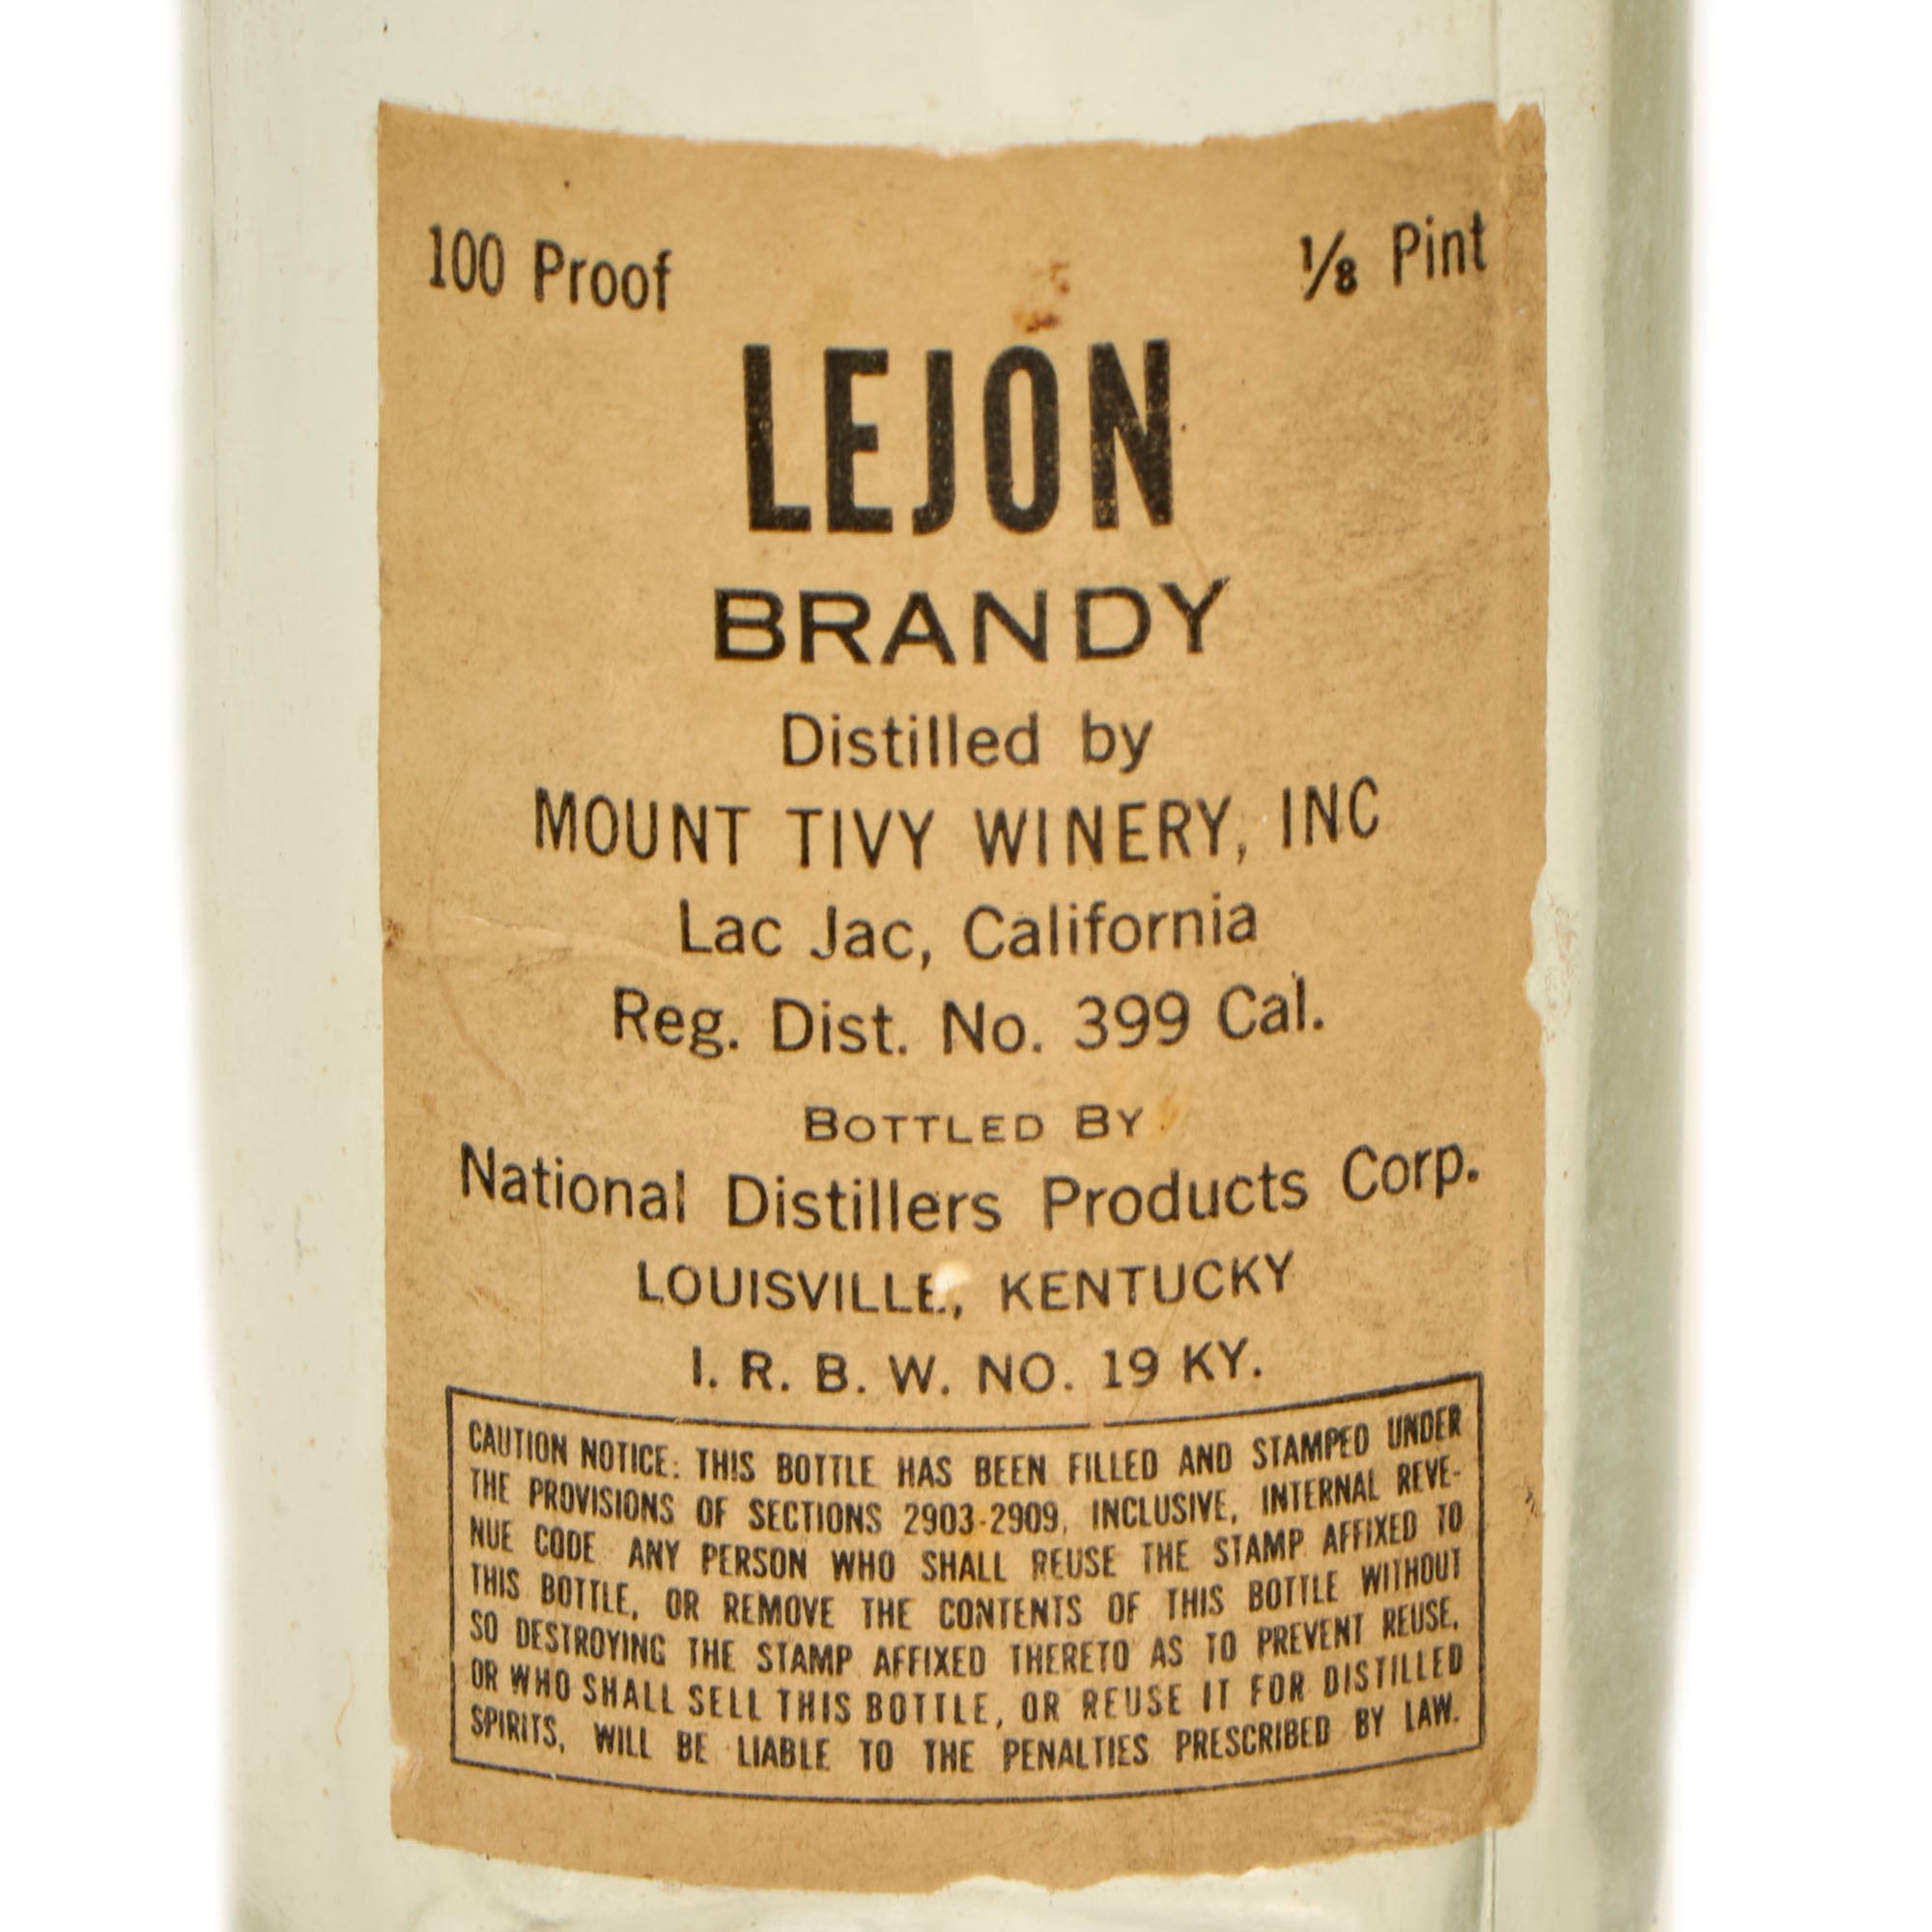 100 Proof 1/8 Pint
LEJON
BRANDY
Distilled by
MOUNT TIVY WINERY, INC
Lac Jac, California
Reg. Dist. No. 399 Cal.
BOTTLED BY
National Distillers Products Corp.
LOUISVILLE, KENTUCKY
I. R. B. W. NO. 19 KY.
CAUTION NOTICE: THIS BOTTLE HAS BEEN FILLED AND STAMPED UNDER
THE PROVISIONS OF SECTIONS 2903-2909, INCLUSIVE, INTERNAL REVE-
NUE CODE ANY PERSON WHO SHALL REUSE THE STAMP AFFIXED TO
THIS BOTTLE, OR REMOVE THE CONTENTS OF THIS BOTTLE WITHOUT
SO DESTROYING THE STAMP AFFIXED THERETO AS TO PREVENT REUSE,
OR WHO SHALL SELL THIS BOTTLE, OR REUSE IT FOR DISTILLED
SPIRITS, WILL BE LIABLE TO THE PENALTIES PRESCRIBED BY LAW.